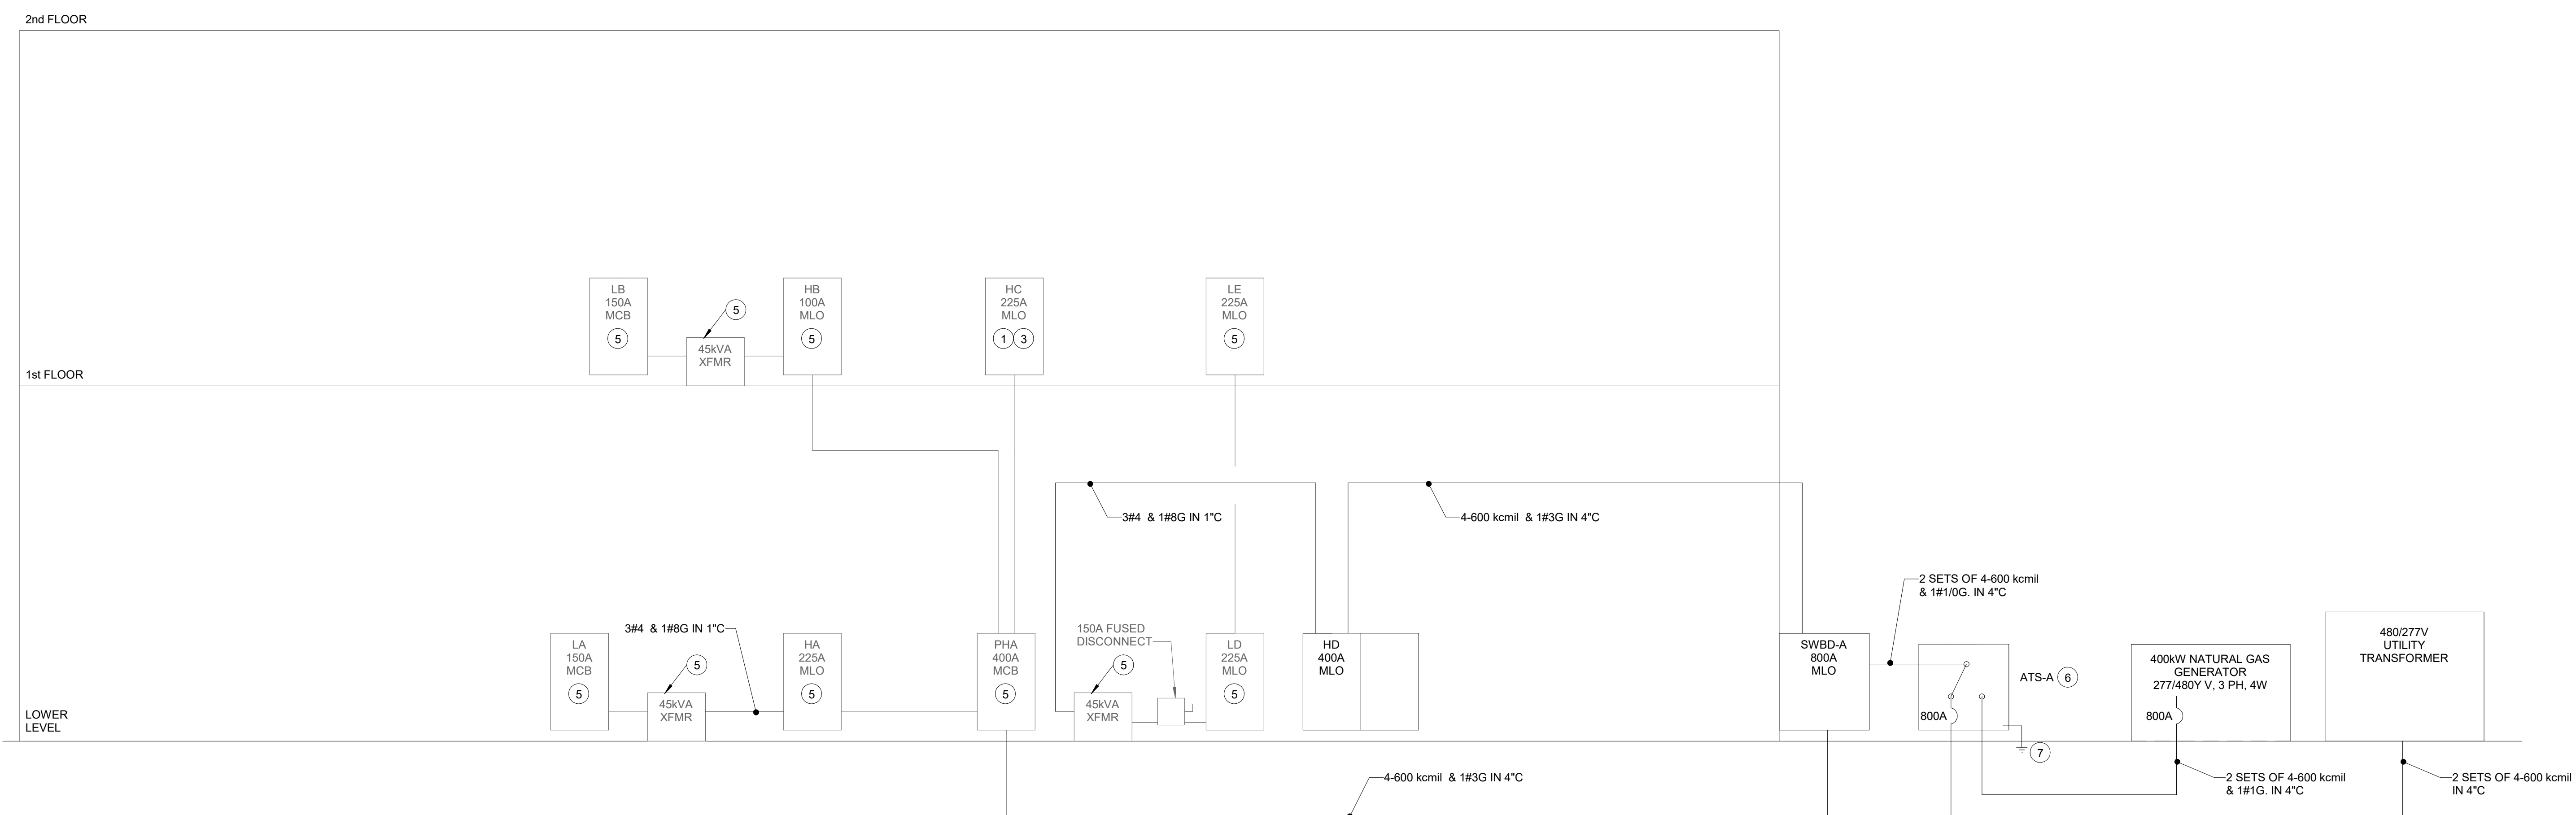 2nd FLOOR
LB
150A
MCB
5
5
45kVA
XFMR
HB
100A
MLO
5
HC
225A
MLO
1 3
LE
225A
MLO
5
1st FLOOR
3#4 & 1#8G IN 1"C
4-600 kcmil & 1#3G IN 4"C
LOWER
LEVEL
LA
150A
MCB
5
3#4 & 1#8G IN 1"C
5
45kVA
XFMR
HA
225A
MLO
5
PHA
400A
MCB
5
150A FUSED
DISCONNECT
5
45kVA
XFMR
LD
225A
MLO
5
HD
400A
MLO
SWBD-A
800A
MLO
2 SETS OF 4-600 kcmil
& 1#1/0G. IN 4"C
ATS-A 6
800A
7
400kW NATURAL GAS
GENERATOR
277/480Y V, 3 PH, 4W
800A
480/277V
UTILITY
TRANSFORMER
4-600 kcmil & 1#3G IN 4"C
2 SETS OF 4-600 kcmil
& 1#1G. IN 4"C
2 SETS OF 4-600 kcmil
IN 4"C